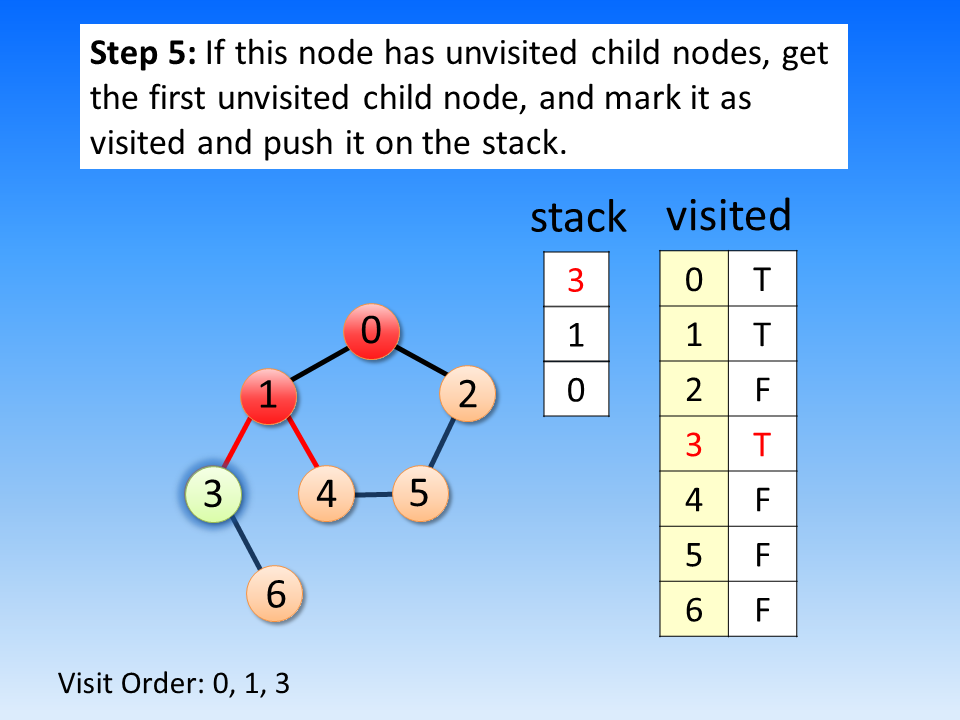 Step 5: If this node has unvisited child nodes, get
the first unvisited child node, and mark it as
visited and push it on the stack.
stack visited
3
1
0
0 T
1 T
2 F
3 T
4 F
5 F
6 F
0
1 2
3 4 5
6
Visit Order: 0, 1, 3